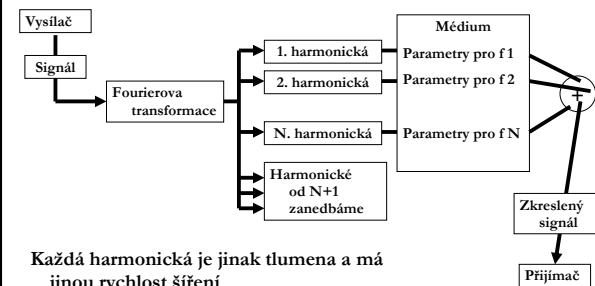 Vysílač
Signál
Fourierova
transformace
1. harmonická
2. harmonická
N. harmonická
Harmonické
od N+1
zanedbáme
Médium
Parametry pro f 1
Parametry pro f 2
Parametry pro f N
+
Zkreslený
signál
Přijímač
Každá harmonická je jinak tlumena a má
jinou rychlost šíření